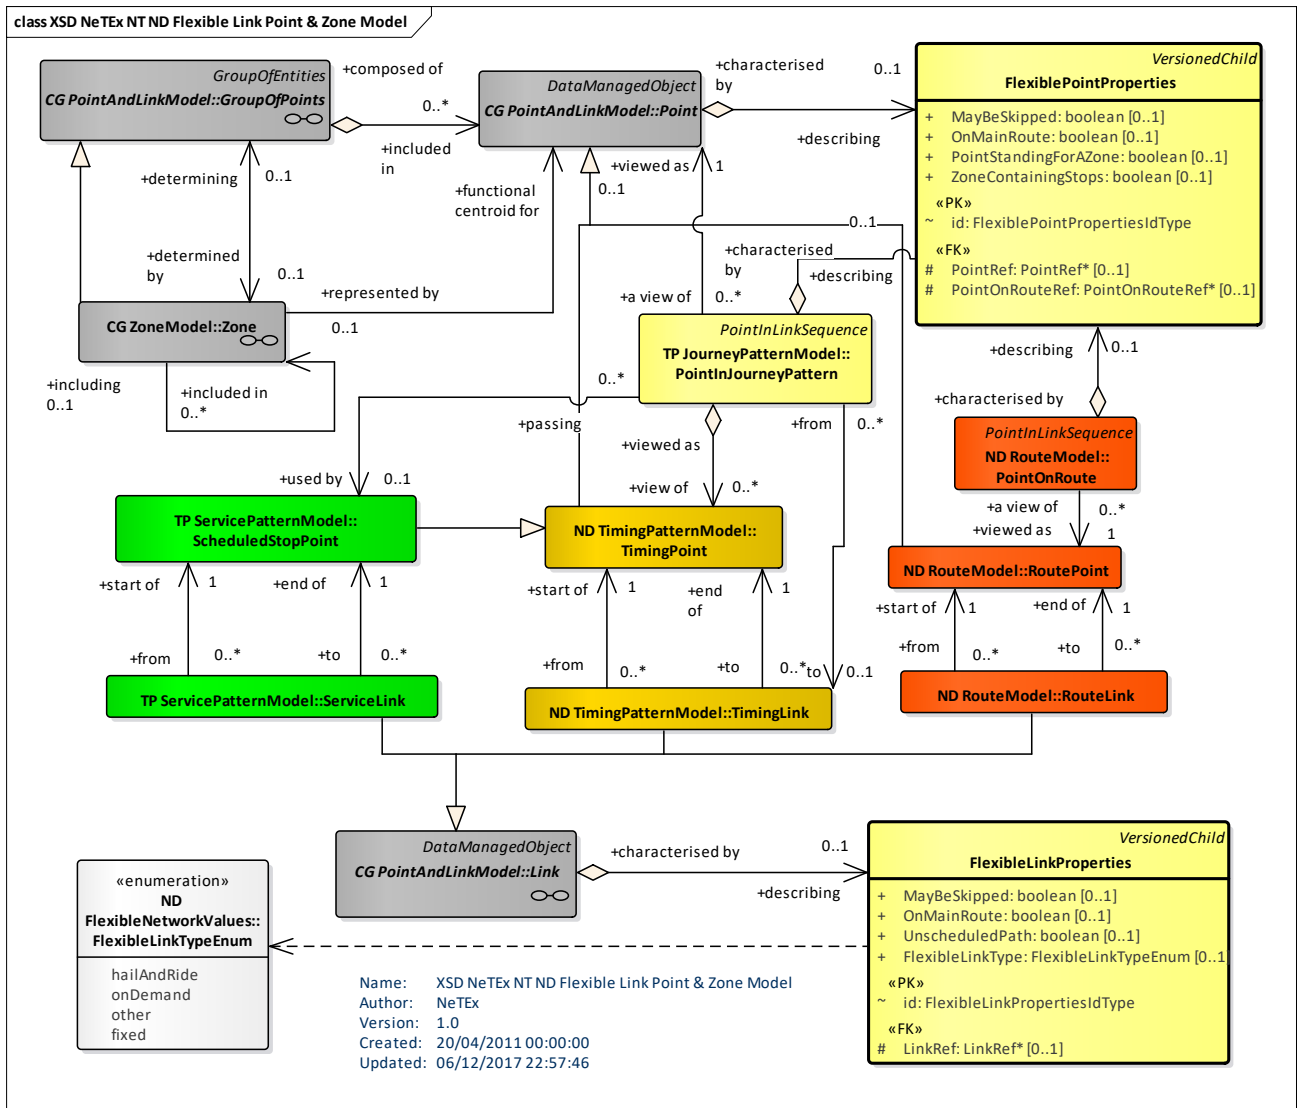 class XSD NeTEx NT ND Flexible Link Point & Zone Model
GroupOfEntities
CG PointAndLinkModel::GroupOfPoints
+composed of
0..*
+included
in
DataManagedObject
CG PointAndLinkModel::Point
+characterised
by
0..1
+describing
VersionedChild
FlexiblePointProperties
+ MayBeSkipped: boolean [0..1]
+ OnMainRoute: boolean [0..1]
+ PointStandingForAZone: boolean [0..1]
+ ZoneContainingStops: boolean [0..1]
«PK»
~ id: FlexiblePointPropertiesIdType
«FK»
# PointRef: PointRef* [0..1]
# PointOnRouteRef: PointOnRouteRef* [0..1]
+determining
0..1
+functional
centroid for
+viewed as
1
0..1
0..1
+determined
by
0..1
+represented by
0..1
+characterised
by
+describing
+a view of
0..*
CG ZoneModel::Zone
+including
0..1
+included in
0..*
PointInLinkSequence
TP JourneyPatternModel::
PointInJourneyPattern
0..*
+passing
+viewed as
+from
0..*
+describing
0..1
+characterised by
PointInLinkSequence
ND RouteModel::
PointOnRoute
+used by
0..1
+view of
0..*
+a view of
0..*
+viewed as
1
TP ServicePatternModel::
ScheduledStopPoint
ND TimingPatternModel::
TimingPoint
ND RouteModel::RoutePoint
+start of
1
+end of
1
+start of
1
+end
of
1
+start of
1
+end of
1
+from
0..*
+to
0..*
+from
0..*
+to
0..*
+to
0..1
+from
0..*
+to
0..*
TP ServicePatternModel::ServiceLink
ND TimingPatternModel::TimingLink
ND RouteModel::RouteLink
DataManagedObject
CG PointAndLinkModel::Link
+characterised by
0..1
+describing
VersionedChild
FlexibleLinkProperties
+ MayBeSkipped: boolean [0..1]
+ OnMainRoute: boolean [0..1]
+ UnscheduledPath: boolean [0..1]
+ FlexibleLinkType: FlexibleLinkTypeEnum [0..1
«PK»
~ id: FlexibleLinkPropertiesIdType
«FK»
# LinkRef: LinkRef* [0..1]
«enumeration»
ND
FlexibleNetworkValues::
FlexibleLinkTypeEnum
hailAndRide
onDemand
other
fixed
Name: XSD NeTEx NT ND Flexible Link Point & Zone Model
Author: NeTEx
Version: 1.0
Created: 20/04/2011 00:00:00
Updated: 06/12/2017 22:57:46